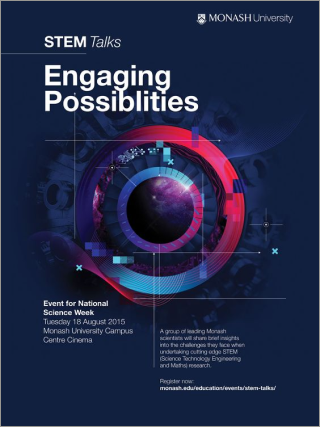 MONASH University
STEM Talks
Engaging
Possiblities
Event for National
Science Week
Tuesday 18 August 2015
Monash University Campus
Centre Cinema
A group of leading Monash
scientists will share brief insights
into the challenges they face when
undertaking cutting edge STEM
(Science Technology Engineering
and Maths) research.
Register now:
monash.edu/education/events/stem-talks/